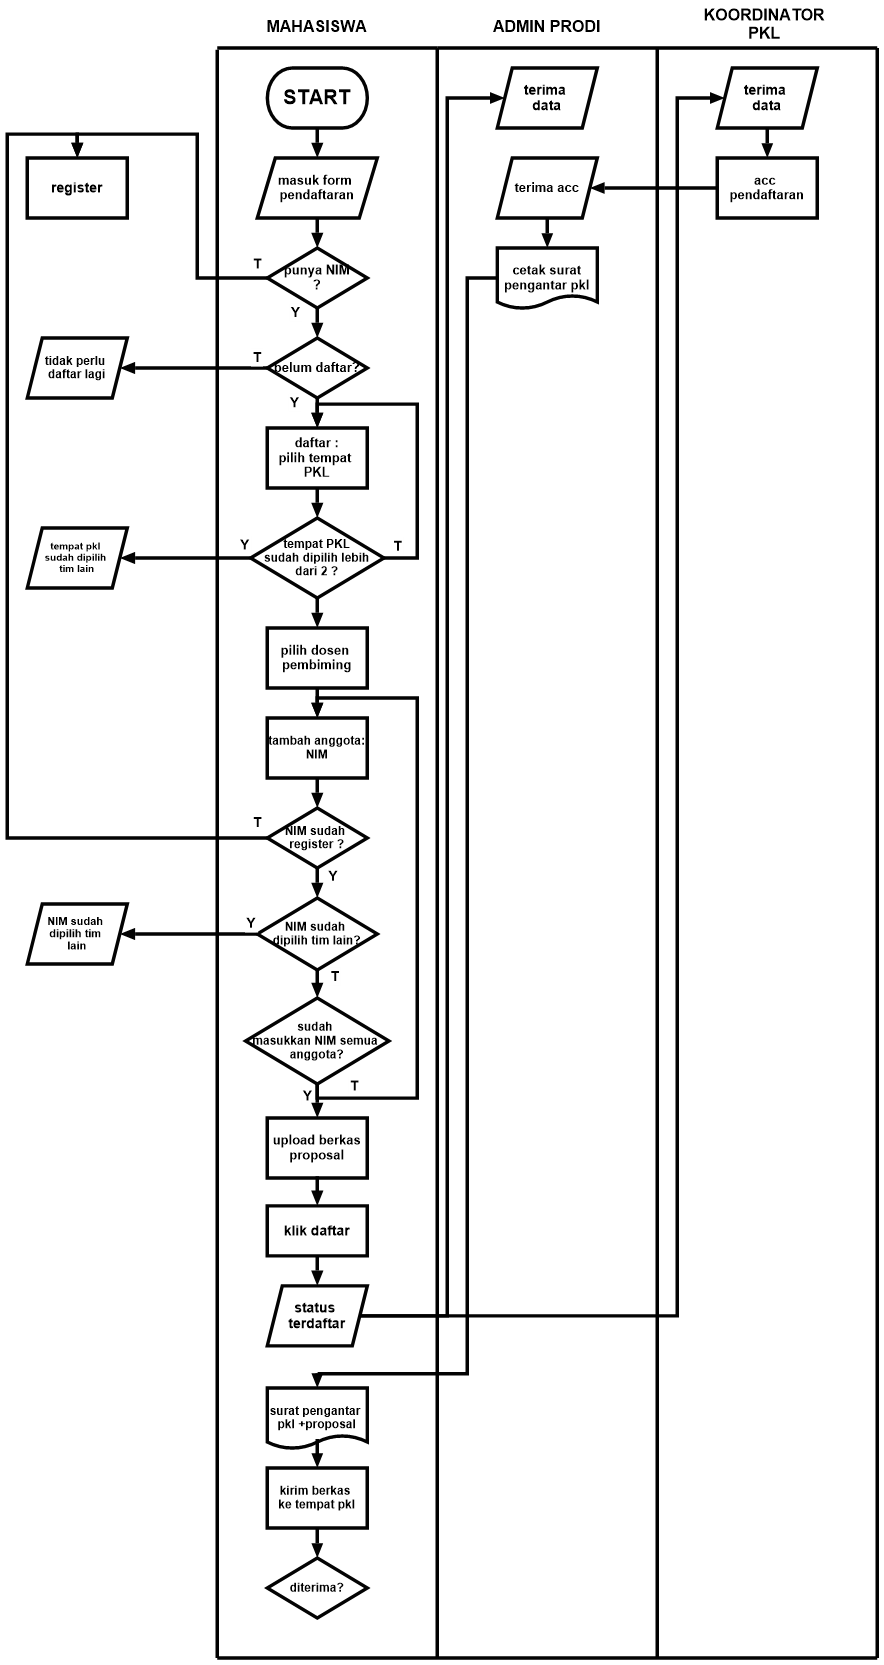 MAHASISWA
ADMIN PRODI
KOORDINATOR
PKL
START
terima
data
terima
data
register
masuk form
pendaftaran
terima acc
acc
pendaftaran
T
punya NIM
?
cetak surat
pengantar pkl
Y
tidak perlu
daftar lagi
T
belum daftar?
Y
daftar :
pilih tempat
PKL
tempat pkl
sudah dipilih
tim lain
Y
tempat PKL
sudah dipilih lebih
dari 2 ?
T
pilih dosen
pembiming
tambah anggota:
NIM
T
NIM sudah
register ?
Y
NIM sudah
dipilih tim
lain
Y
NIM sudah
dipilih tim lain?
T
sudah
masukkan NIM semua
anggota?
Y
T
upload berkas
proposal
klik daftar
status
terdaftar
surat pengantar
pkl +proposal
kirim berkas
ke tempat pkl
diterima?